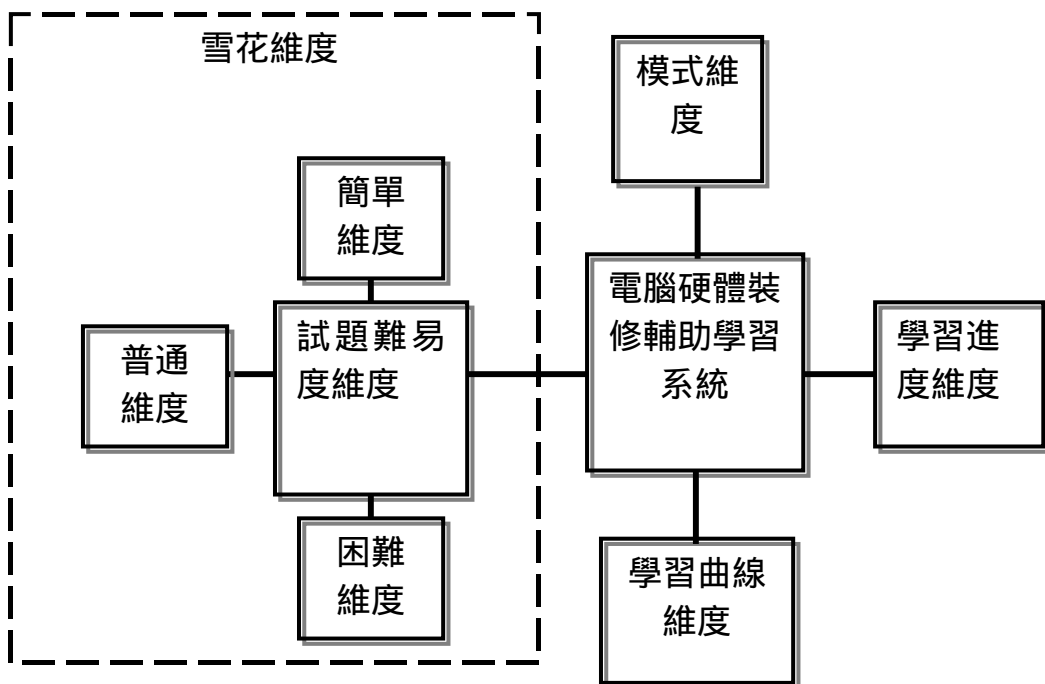 雪花維度
模式維
度
簡單
維度
電腦硬體裝
修輔助學習
系統
試題難易
度維度
普通
維度
學習進
度維度
困難
維度
學習曲線
維度